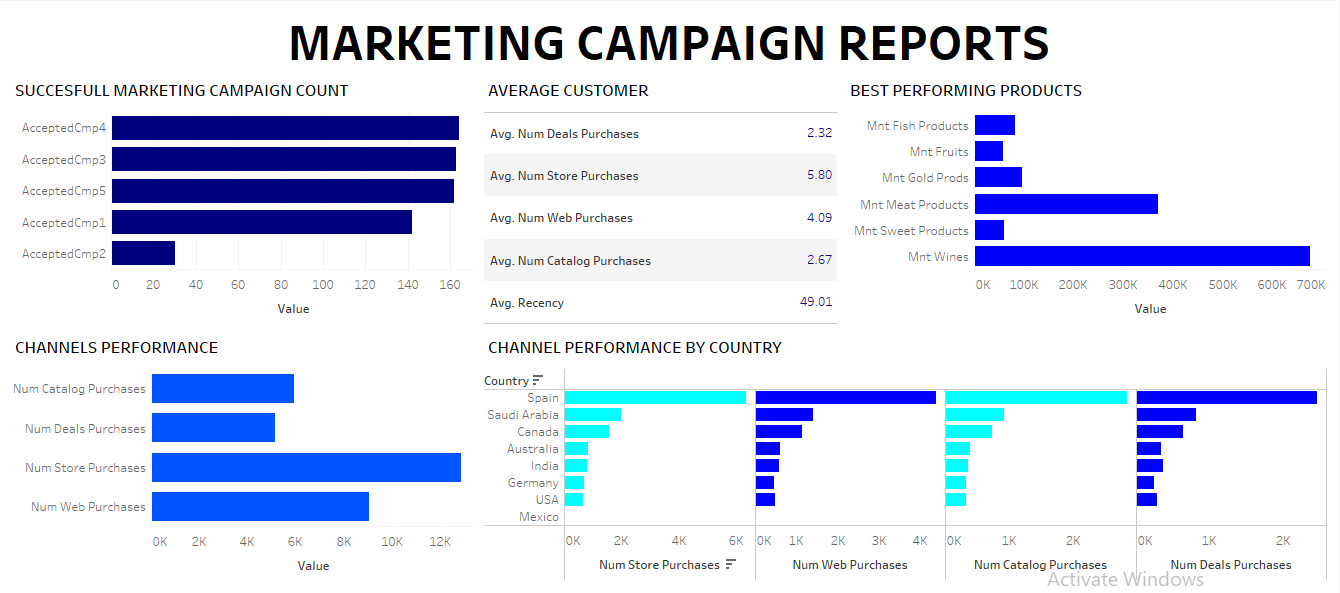 MARKETING CAMPAIGN REPORTS
SUCCESFULL MARKETING CAMPAIGN COUNT
AcceptedCmp4
AcceptedCmp3
AcceptedCmp5
AcceptedCmp1
AcceptedCmp2
0 20 40 60 80 100 120 140 160
Value
AVERAGE CUSTOMER
Avg. Num Deals Purchases 2.32
Avg. Num Store Purchases 5.80
Avg. Num Web Purchases 4.09
Avg. Num Catalog Purchases 2.67
Avg. Recency 49.01
BEST PERFORMING PRODUCTS
Mnt Fish Products
Mnt Fruits
Mnt Gold Prods
Mnt Meat Products
Mnt Sweet Products
Mnt Wines
0K 100K 200K 300K 400K 500K 600K 700K
Value
CHANNELS PERFORMANCE
Num Catalog Purchases
Num Deals Purchases
Num Store Purchases
Num Web Purchases
0K 2K 4K 6K 8K 10K 12K
Value
CHANNEL PERFORMANCE BY COUNTRY
Country
Spain
Saudi Arabia
Canada
Australia
India
Germany
USA
Mexico
0K 2K 4K 6K 0K 1K 2K 3K 4K 0K 1K 2K 0K 1K 2K
Num Store Purchases Num Web Purchases Num Catalog Purchases Num Deals Purchases
Activate Windows